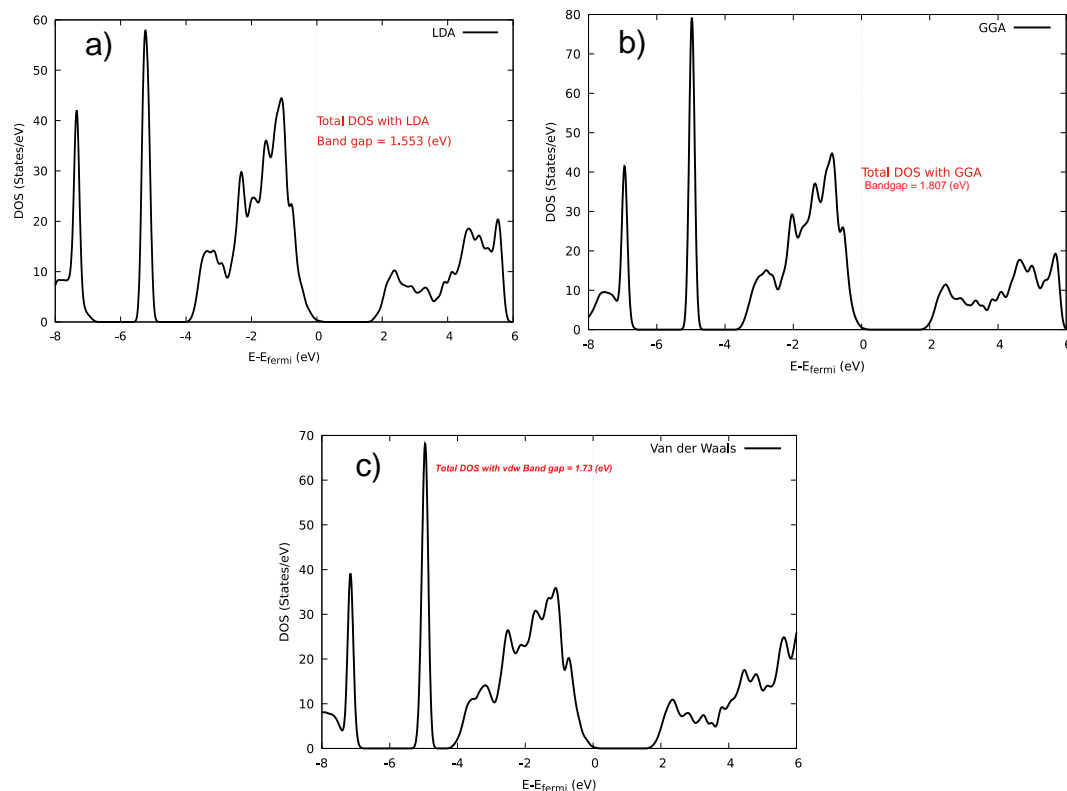 a)
LDA
Total DOS with LDA
Band gap = 1.553 (eV)
DOS (States/eV)
60
50
40
30
20
10
0
-8 -6 -4 -2 0 2 4 6
E-Efermi (eV)
b)
GGA
Total DOS with GGA
Bandgap = 1.807 (eV)
DOS (States/eV)
80
70
60
50
40
30
20
10
0
-8 -6 -4 -2 0 2 4 6
E-Efermi (eV)
c)
Van der Waals
Total DOS with vdw Band gap = 1.73 (eV)
DOS (States/eV)
70
60
50
40
30
20
10
0
-8 -6 -4 -2 0 2 4 6
E-Efermi (eV)